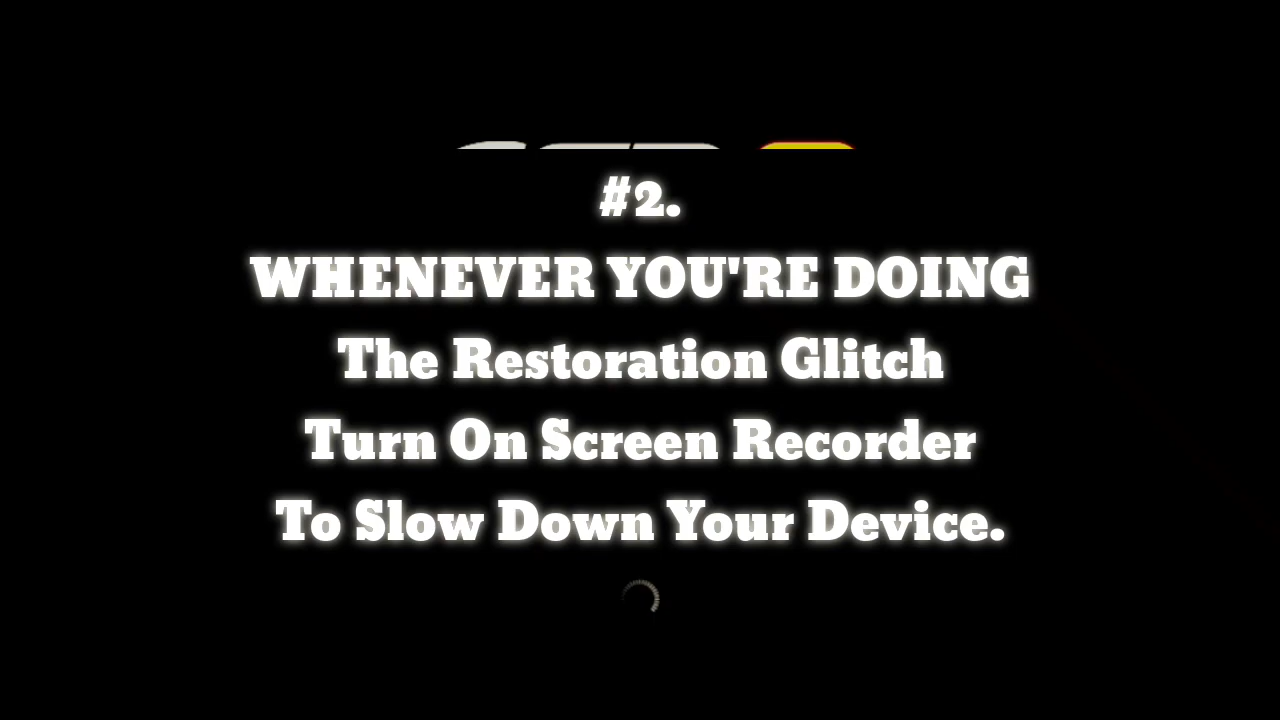 #2.
WHENEVER YOU'RE DOING
The Restoration Glitch
Turn On Screen Recorder
To Slow Down Your Device.